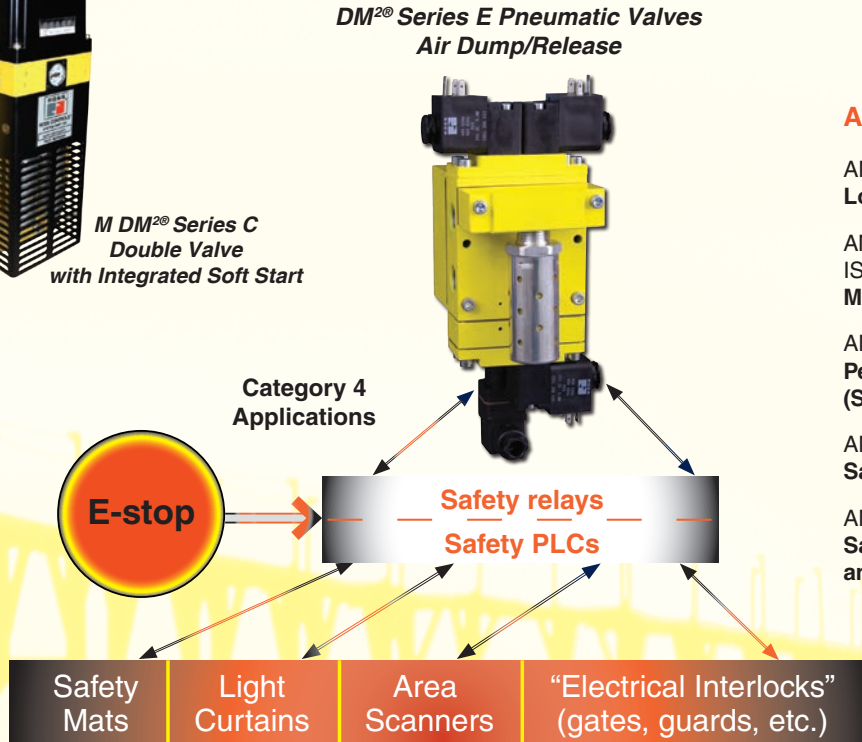 DM²® Series E Pneumatic Valves
Air Dump/Release
M DM²® Series C
Double Valve
with Integrated Soft Start
Category 4
Applications
E-stop
Safety relays
Safety PLCs
Safety
Mats
Light
Curtains
Area
Scanners
“Electrical Interlocks”
(gates, guards, etc.)